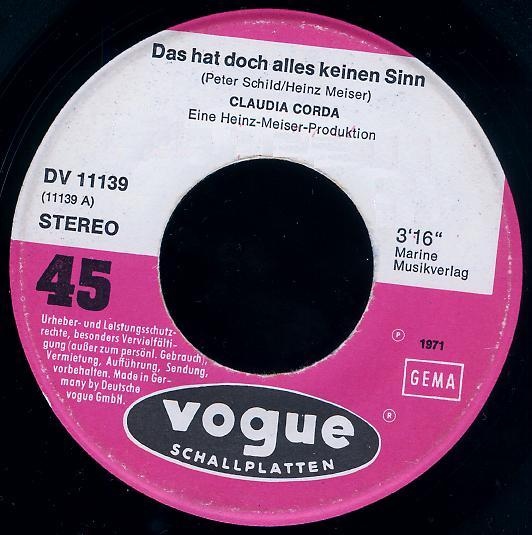 Das hat doch alles keinen Sinn
(Peter Schild/Heinz Meiser)
CLAUDIA CORDA
Eine Heinz-Meiser-Produktion
DV 11139
(11139 A)
STEREO
3'16"
Marine
Musikverlag
45
Urheber- und Leistungsschutz-
rechte, besonders Vervielfälti-
gung (außer zum persönl. Gebrauch),
Vermietung, Aufführung, Sendung,
vorbehalten. Made in Ger-
many by Deutsche
vogue GmbH.
℗ 1971
GEMA
vogue ®
SCHALLPLATTEN